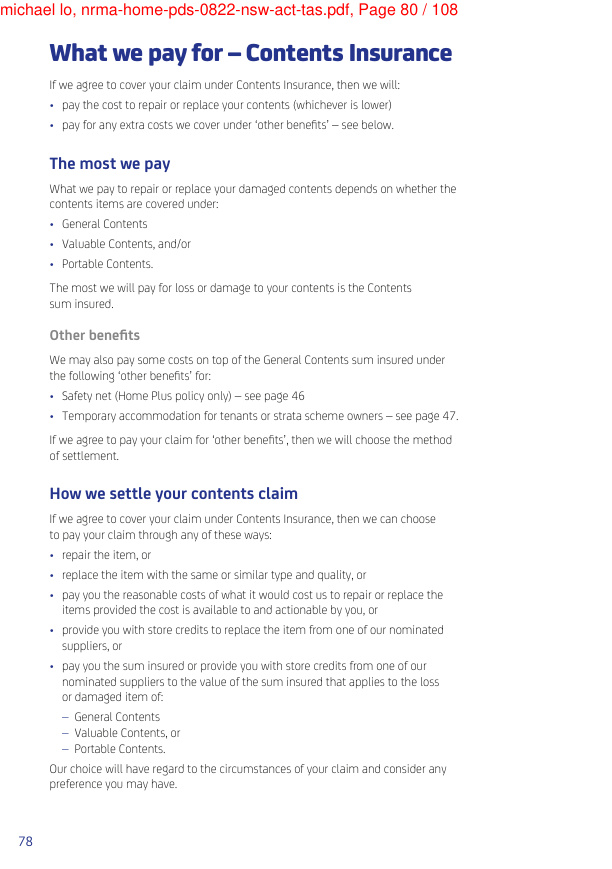 michael lo, nrma-home-pds-0822-nsw-act-tas.pdf, Page 80 / 108
What we pay for – Contents Insurance
If we agree to cover your claim under Contents Insurance, then we will:
• pay the cost to repair or replace your contents (whichever is lower)
• pay for any extra costs we cover under ‘other benefits’ – see below.
The most we pay
What we pay to repair or replace your damaged contents depends on whether the
contents items are covered under:
• General Contents
• Valuable Contents, and/or
• Portable Contents.
The most we will pay for loss or damage to your contents is the Contents
sum insured.
Other benefits
We may also pay some costs on top of the General Contents sum insured under
the following ‘other benefits’ for:
• Safety net (Home Plus policy only) – see page 46
• Temporary accommodation for tenants or strata scheme owners – see page 47.
If we agree to pay your claim for ‘other benefits’, then we will choose the method
of settlement.
How we settle your contents claim
If we agree to cover your claim under Contents Insurance, then we can choose
to pay your claim through any of these ways:
• repair the item, or
• replace the item with the same or similar type and quality, or
• pay you the reasonable costs of what it would cost us to repair or replace the
items provided the cost is available to and actionable by you, or
• provide you with store credits to replace the item from one of our nominated
suppliers, or
• pay you the sum insured or provide you with store credits from one of our
nominated suppliers to the value of the sum insured that applies to the loss
or damaged item of:
– General Contents
– Valuable Contents, or
– Portable Contents.
Our choice will have regard to the circumstances of your claim and consider any
preference you may have.
78